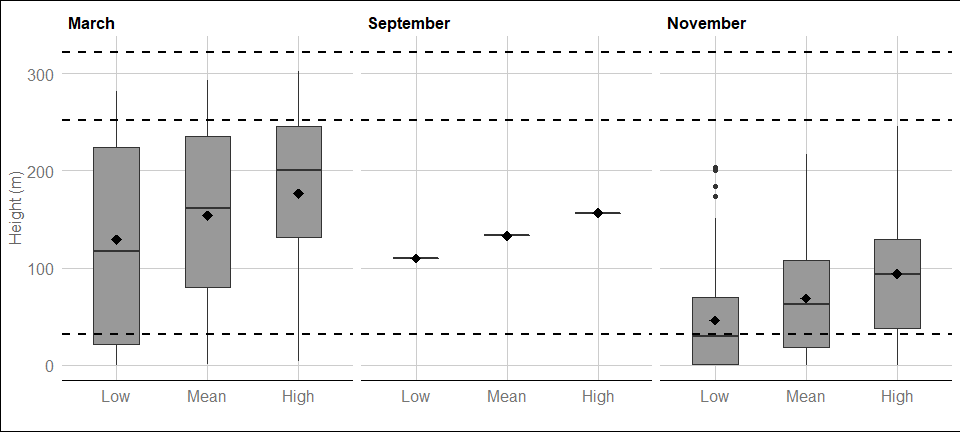 March September November
Height (m)
300
200
100
0
Low Mean High Low Mean High Low Mean High